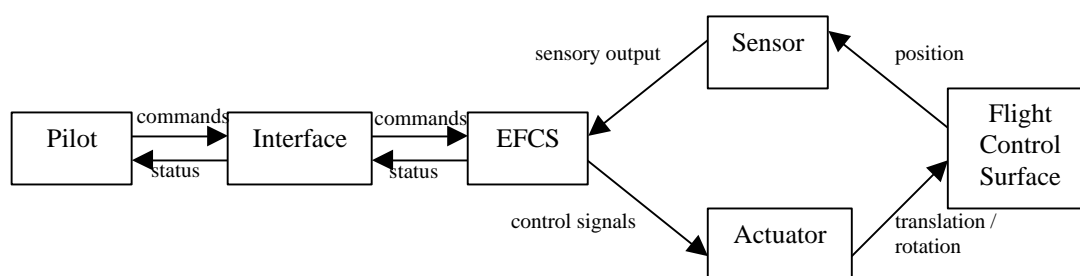 Sensor
sensory output
position
commands
commands
Pilot
Interface
EFCS
Flight
Control
Surface
status
status
control signals
Actuator
translation /
rotation